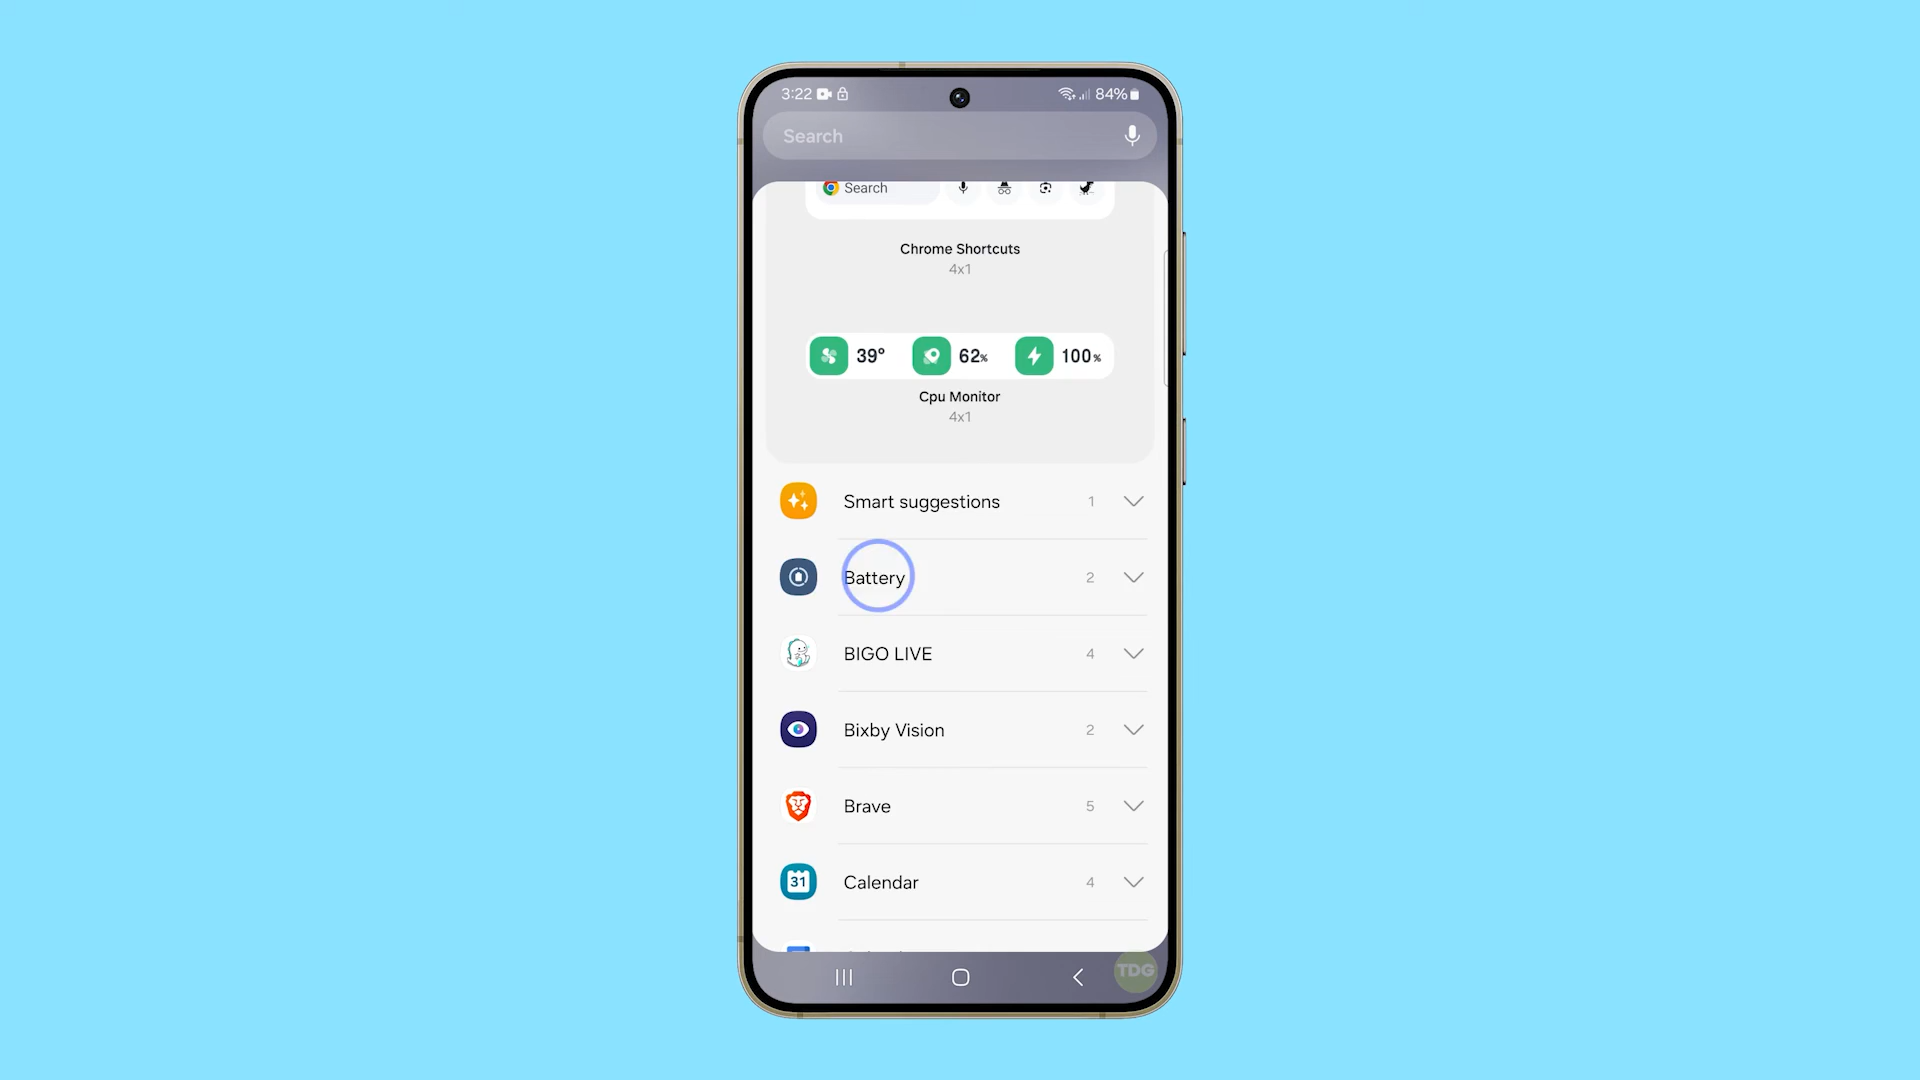 3:22 84%
Search
Search
Chrome Shortcuts
4x1
39° 62% 100%
Cpu Monitor
4x1
Smart suggestions 1
Battery 2
BIGO LIVE 4
Bixby Vision 2
Brave 5
31 Calendar 4
TDG